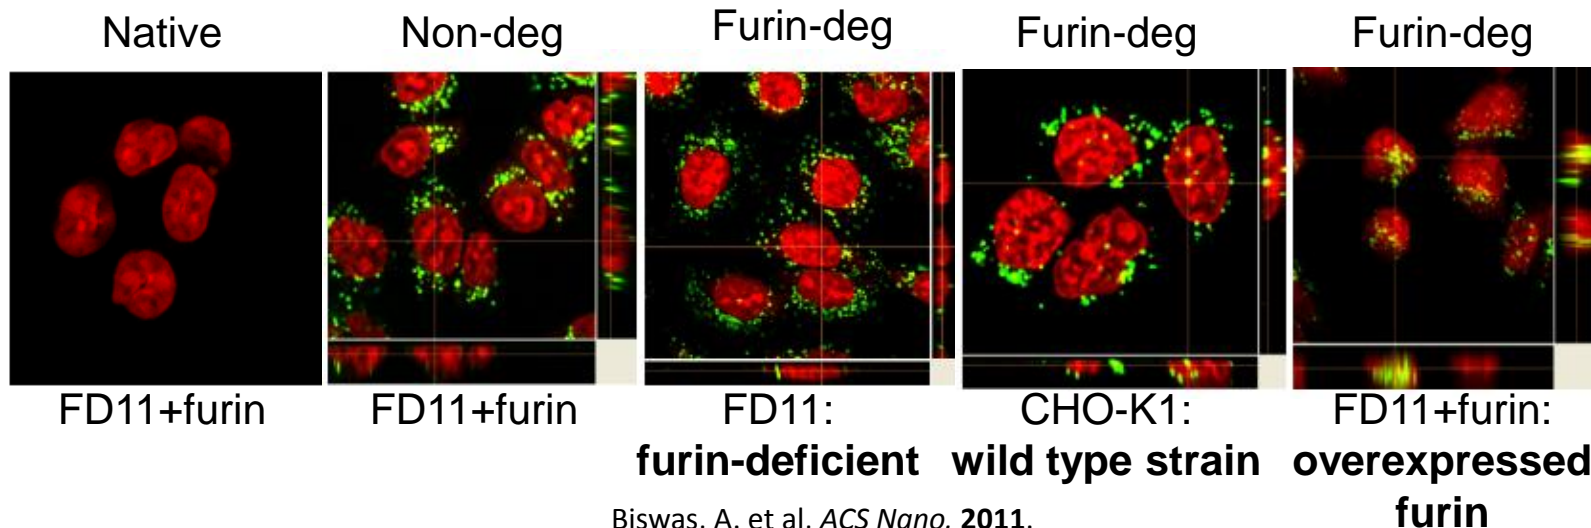 Native Non-deg Furin-deg Furin-deg Furin-deg
FD11+furin FD11+furin FD11: CHO-K1: FD11+furin:
furin-deficient wild type strain overexpressed
furin
Biswas, A. et al. ACS Nano, 2011.